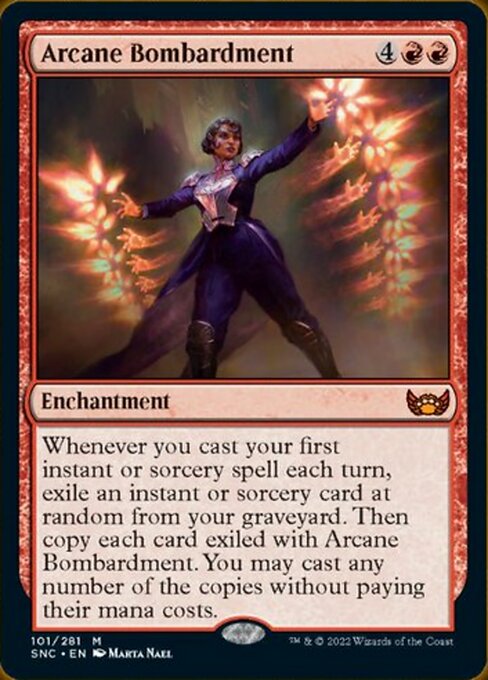 Arcane Bombardment 4
Enchantment
Whenever you cast your first
instant or sorcery spell each turn,
exile an instant or sorcery card at
random from your graveyard. Then
copy each card exiled with Arcane
Bombardment. You may cast any
number of the copies without paying
their mana costs.
101/281 M
SNC • EN Marta Nael
™ & © 2022 Wizards of the Coast